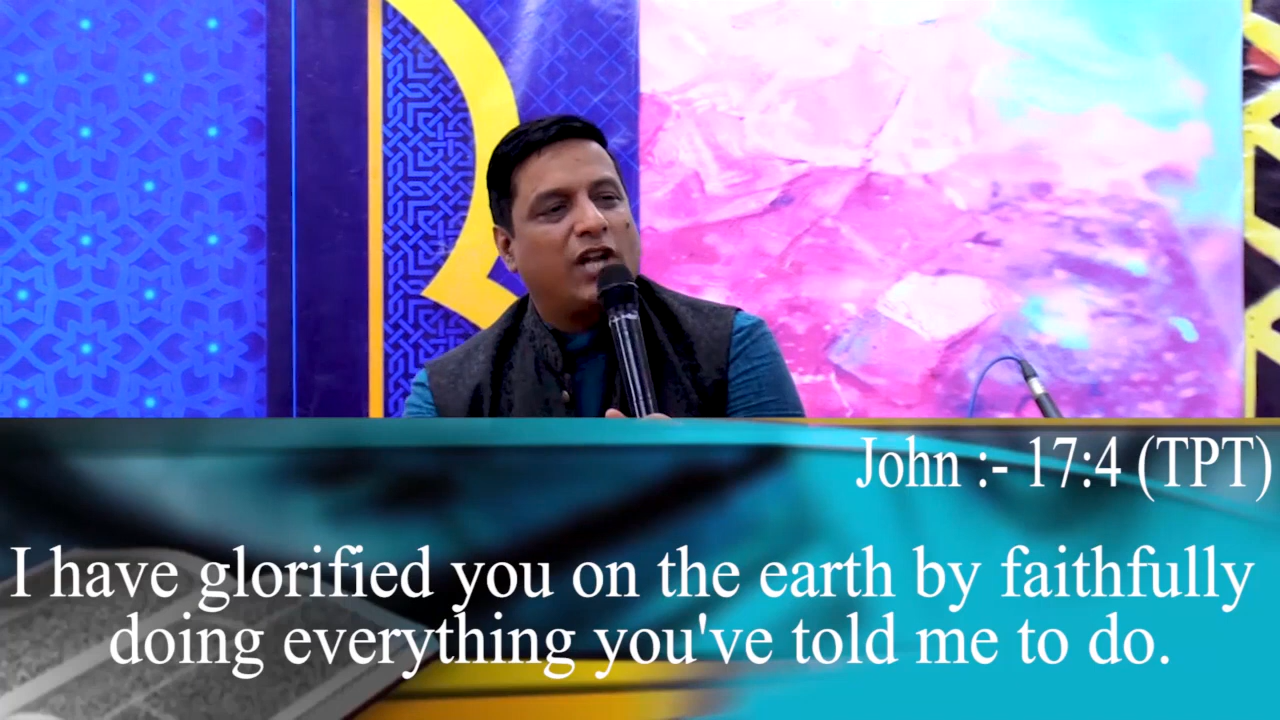 John :- 17:4 (TPT)
I have glorified you on the earth by faithfully
doing everything you've told me to do.